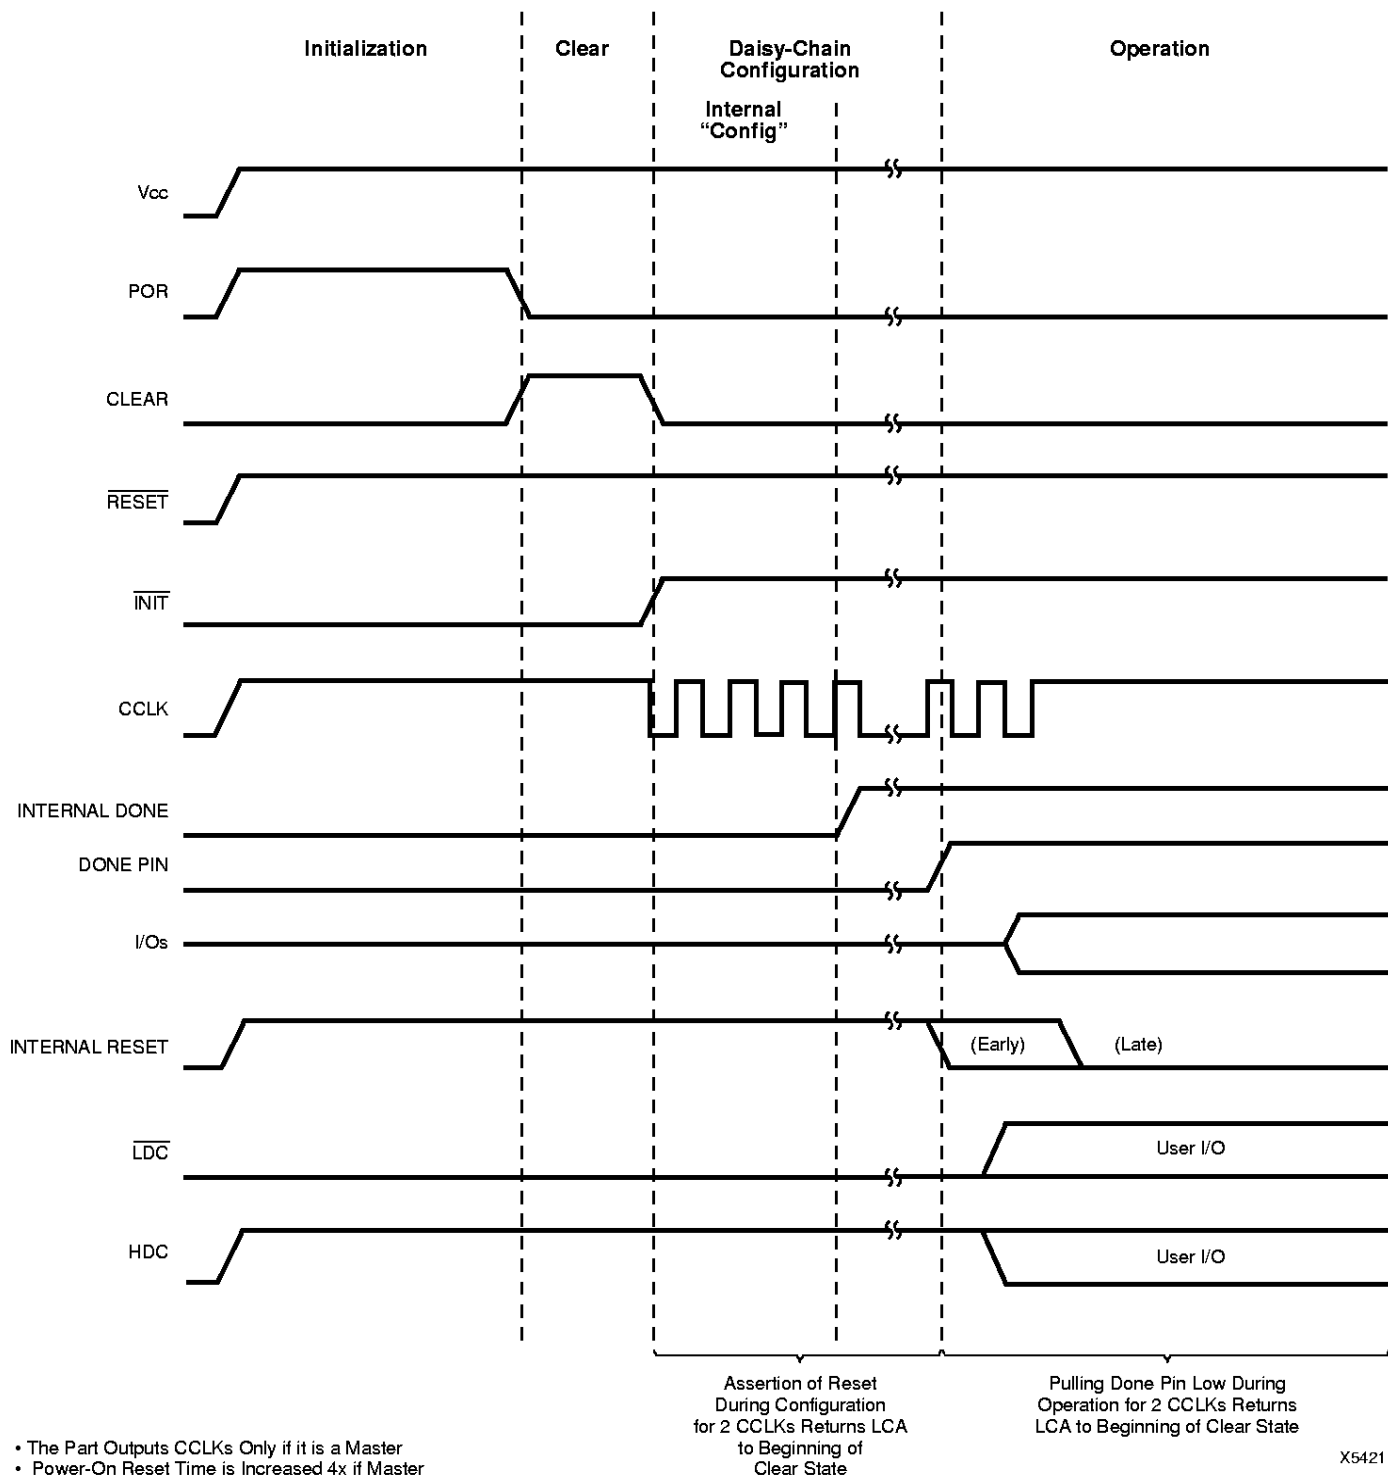 Initialization
Clear
Daisy-Chain
Configuration
Operation
Internal
“Config”
Vcc
POR
CLEAR
RESET
INIT
CCLK
INTERNAL DONE
DONE PIN
I/Os
INTERNAL RESET
(Early)
(Late)
LDC
User I/O
HDC
User I/O
Assertion of Reset
During Configuration
for 2 CCLKs Returns LCA
to Beginning of
Clear State
Pulling Done Pin Low During
Operation for 2 CCLKs Returns
LCA to Beginning of Clear State
• The Part Outputs CCLKs Only if it is a Master
• Power-On Reset Time is Increased 4x if Master
X5421